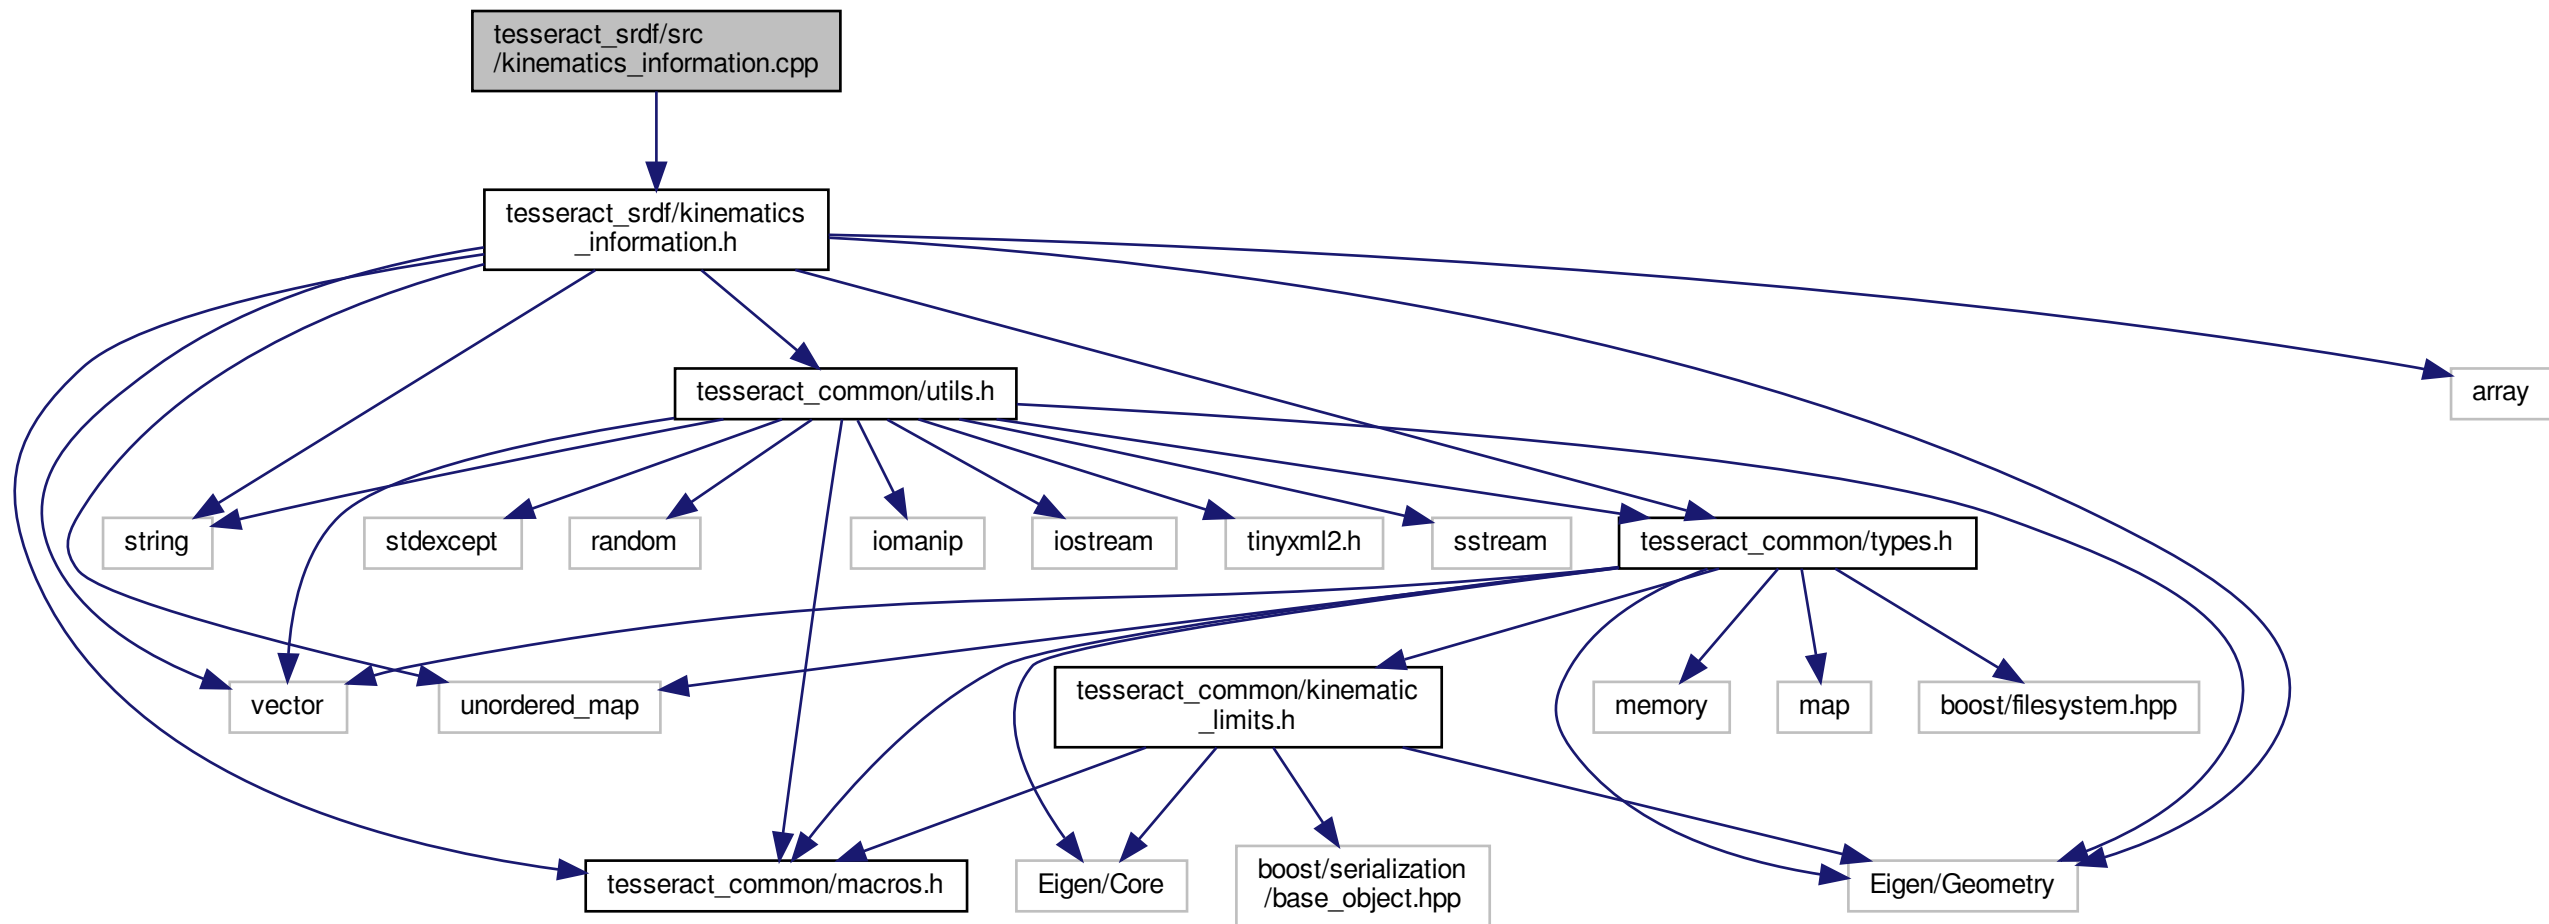 tesseract_srdf/src
/kinematics_information.cpp
tesseract_srdf/kinematics
_information.h
tesseract_common/utils.h
array
string
stdexcept
random
iomanip
iostream
tinyxml2.h
sstream
tesseract_common/types.h
vector
unordered_map
tesseract_common/kinematic
_limits.h
memory
map
boost/filesystem.hpp
tesseract_common/macros.h
Eigen/Core
boost/serialization
/base_object.hpp
Eigen/Geometry